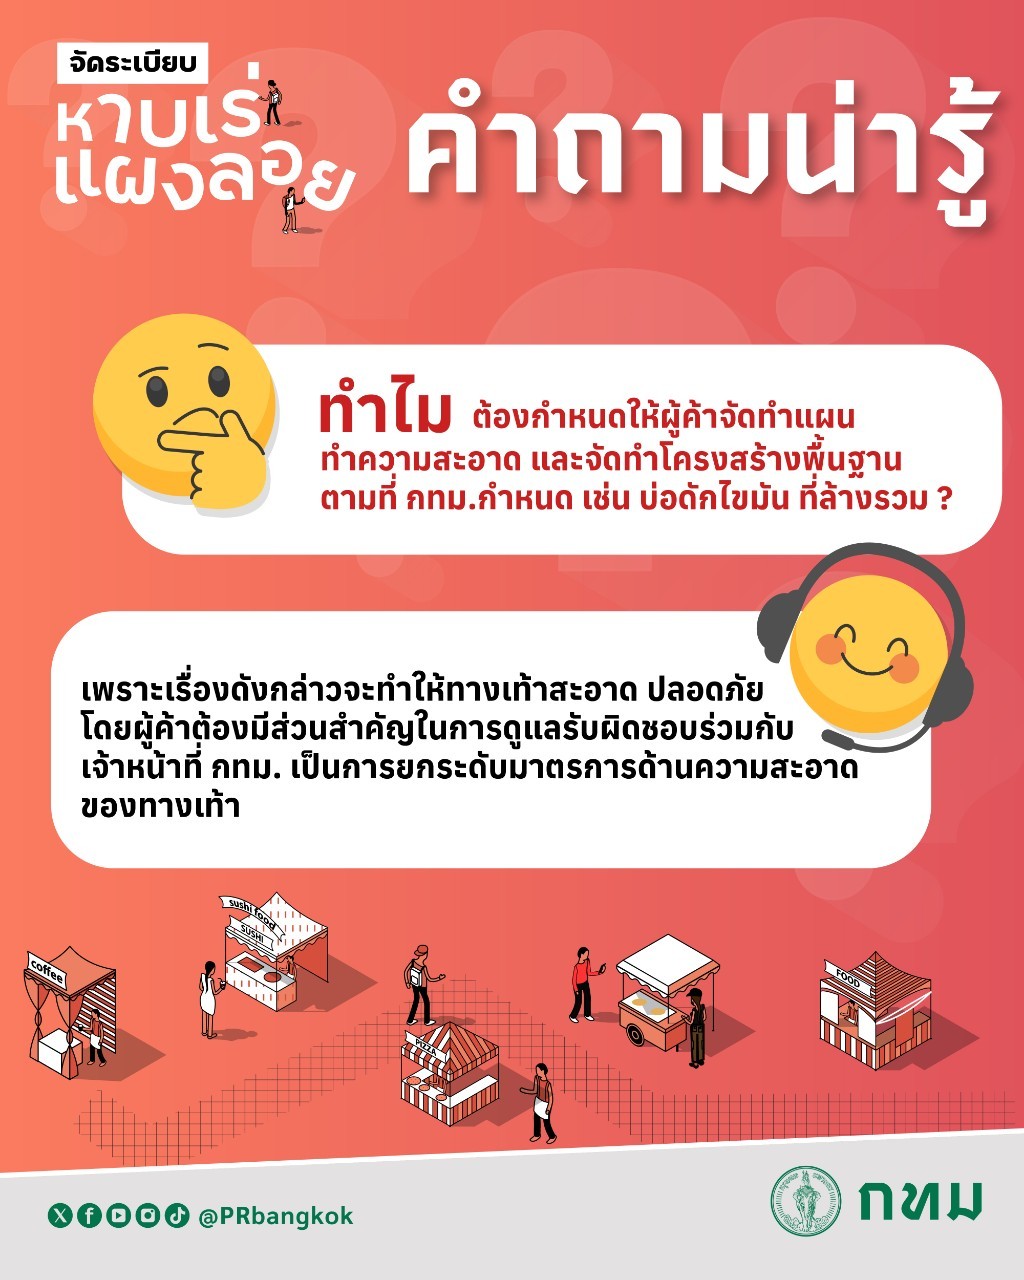 จัดระเบียบ
หาบเร่
แผงลอย
คำถามน่ารู้
ทำไม ต้องกำหนดให้ผู้ค้าจัดทำแผน
ทำความสะอาด และจัดทำโครงสร้างพื้นฐาน
ตามที่ กทม.กำหนด เช่น บ่อดักไขมัน ที่ล้างรวม ?
เพราะเรื่องดังกล่าวจะทำให้ทางเท้าสะอาด ปลอดภัย
โดยผู้ค้าต้องมีส่วนสำคัญในการดูแลรับผิดชอบร่วมกับ
เจ้าหน้าที่ กทม. เป็นการยกระดับมาตรการด้านความสะอาด
ของทางเท้า
sushi food
SUSHI
coffee
PIZZA
FOOD
@PRbangkok
กทม